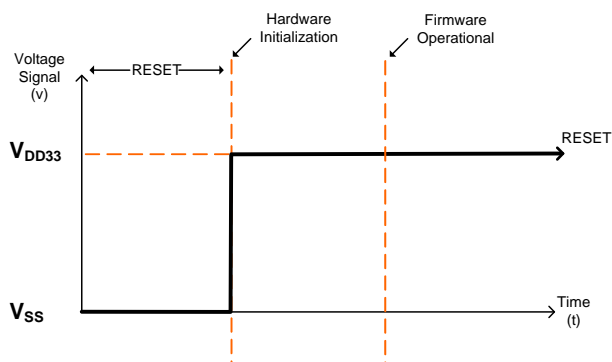 Hardware
Initialization
Firmware
Operational
Voltage
Signal
(v)
RESET
VDD33
RESET
VSS
Time
(t)